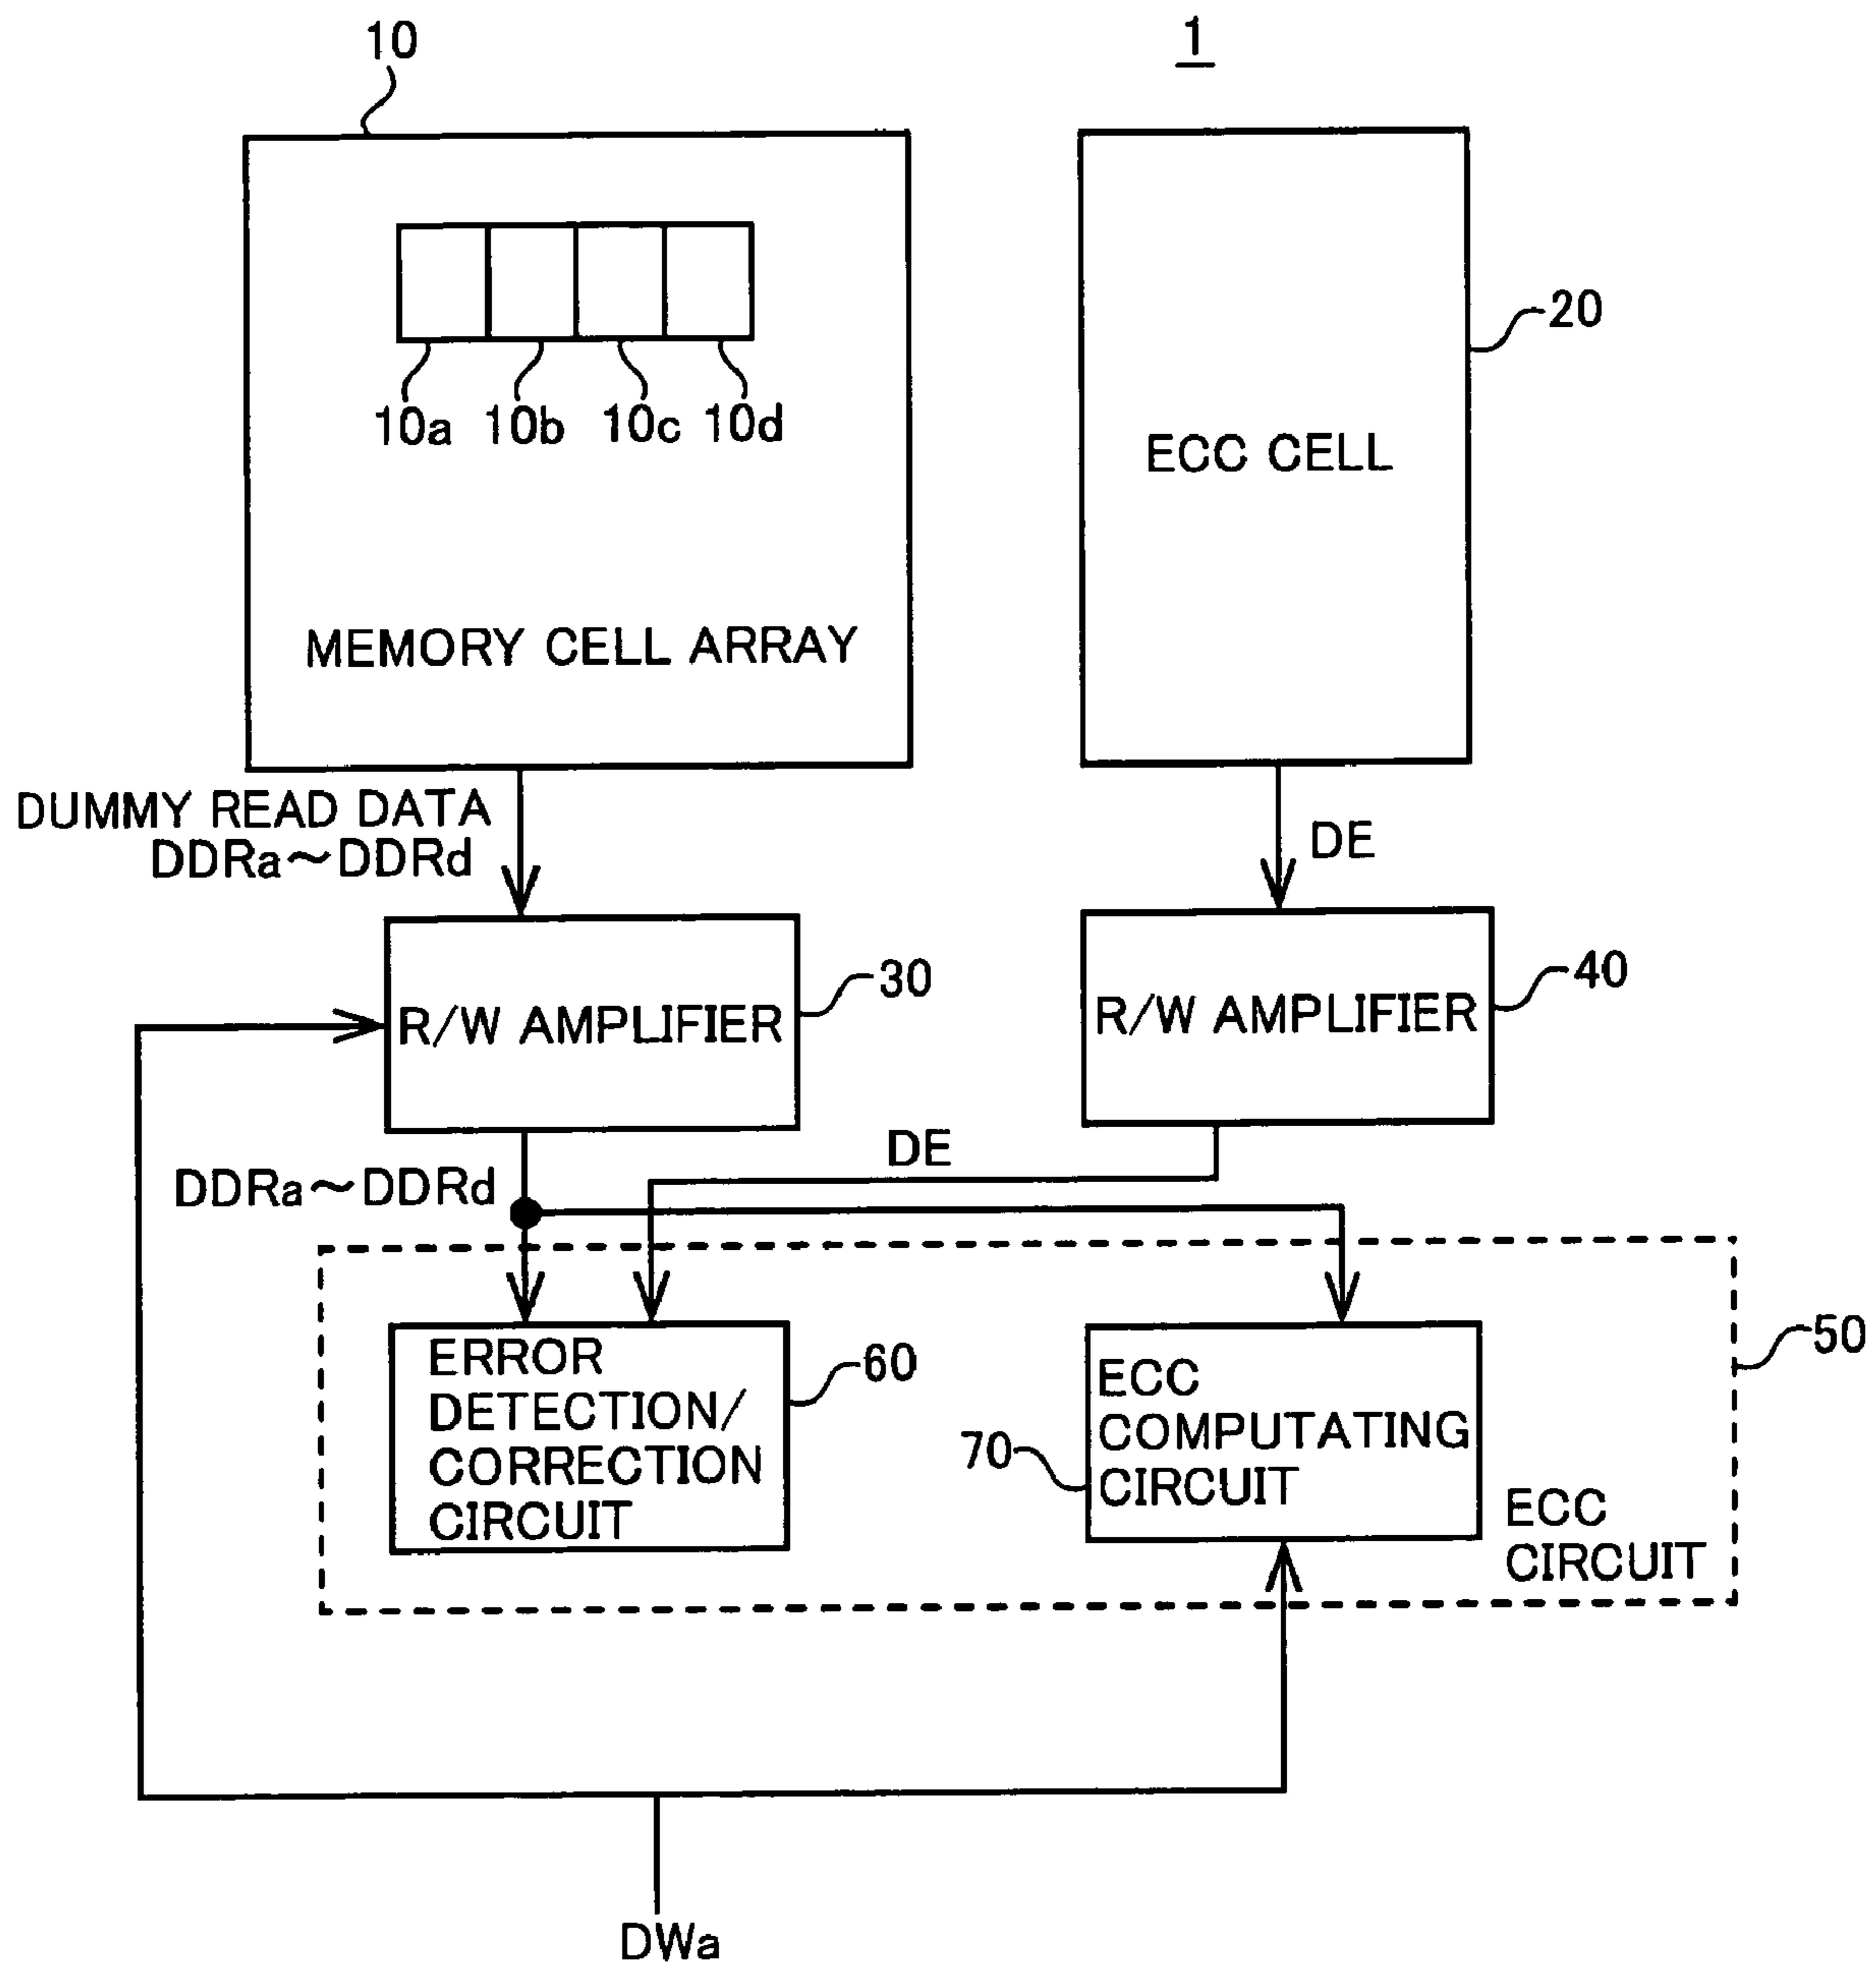 10
1
20
10a 10b 10c 10d
ECC CELL
MEMORY CELL ARRAY
DUMMY READ DATA
DDRa～DDRd
DE
30
40
R/W AMPLIFIER
R/W AMPLIFIER
DE
DDRa～DDRd
50
60
ERROR
DETECTION/
CORRECTION
CIRCUIT
70
ECC
COMPUTATING
CIRCUIT
ECC
CIRCUIT
DWa